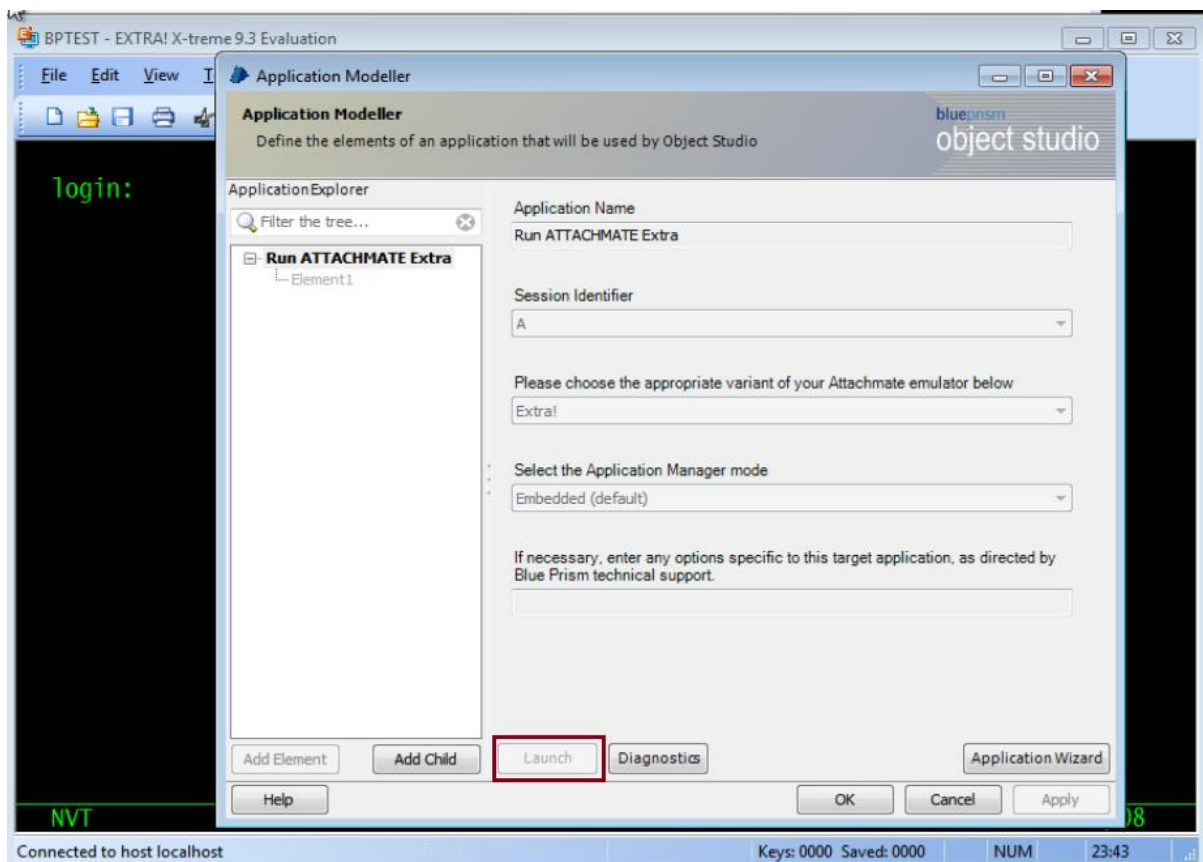 BPTEST - EXTRA! X-treme 9.3 Evaluation
File Edit View T
Application Modeller
Application Modeller
Define the elements of an application that will be used by Object Studio
blueprism
object studio
login:
ApplicationExplorer
Filter the tree...
Run ATTACHMATE Extra
Element1
Application Name
Run ATTACHMATE Extra
Session Identifier
A
Please choose the appropriate variant of your Attachmate emulator below
Extra!
Select the Application Manager mode
Embedded (default)
If necessary, enter any options specific to this target application, as directed by
Blue Prism technical support.
Add Element Add Child Launch Diagnostics Application Wizard
Help OK Cancel Apply
NVT
Connected to host localhost Keys: 0000 Saved: 0000 NUM 23:43